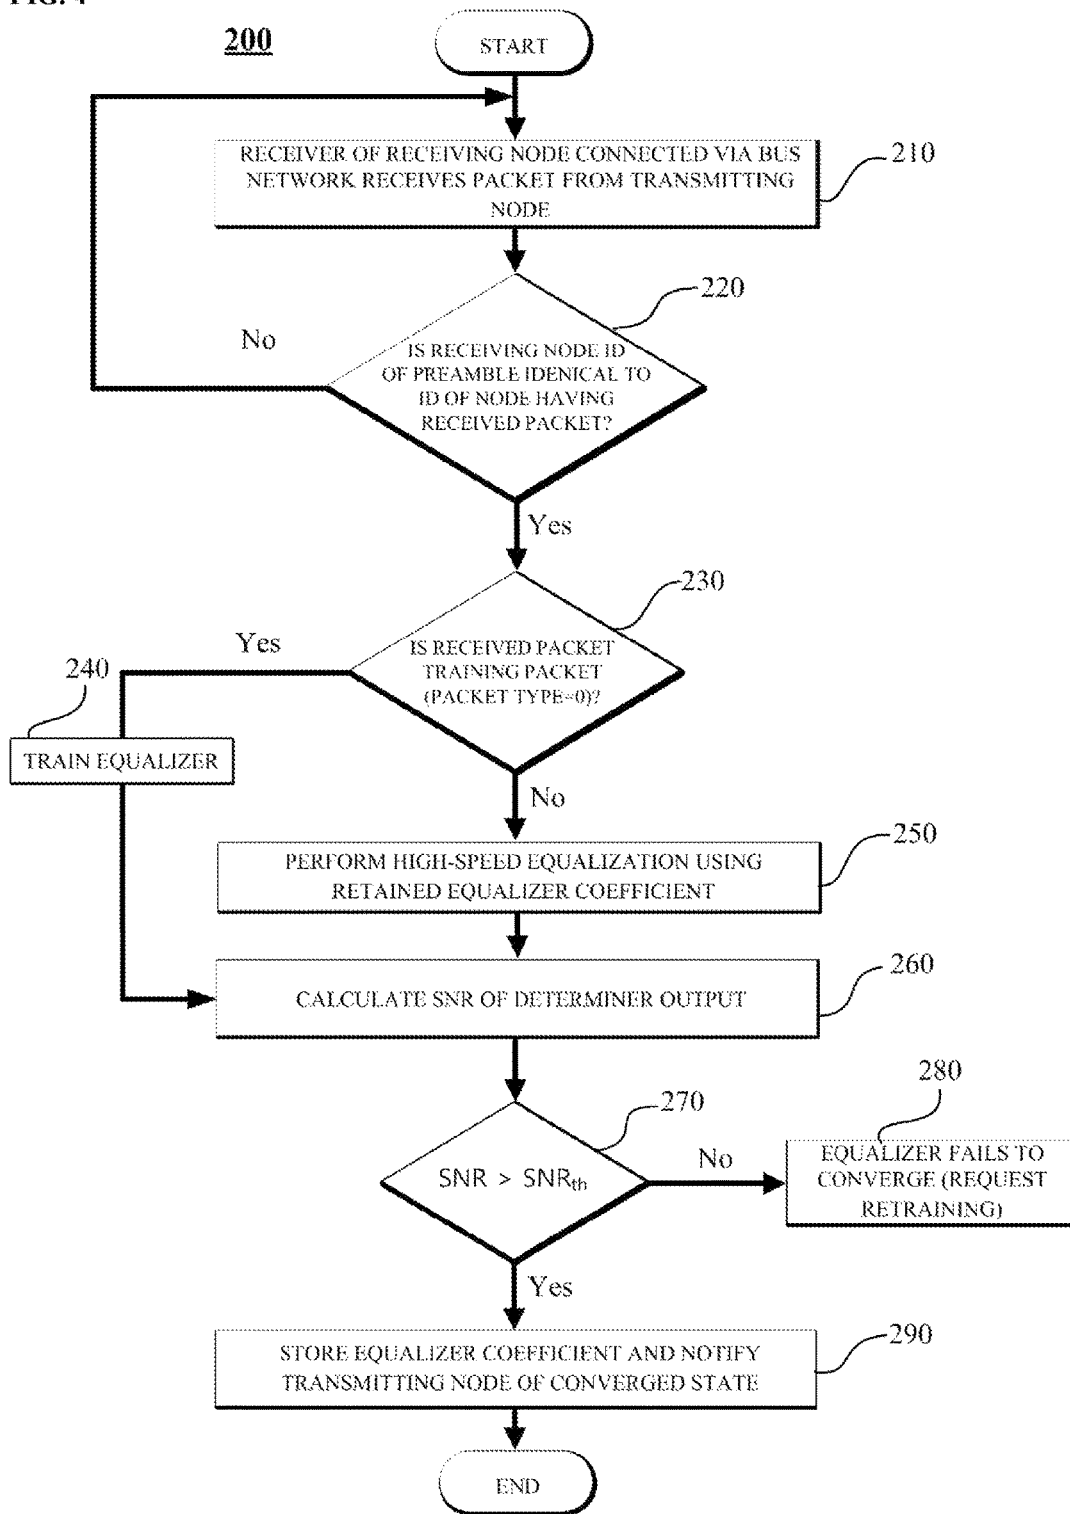 FIG. 4
200
START
RECEIVER OF RECEIVING NODE CONNECTED VIA BUS
NETWORK RECEIVES PACKET FROM TRANSMITTING
NODE
210
220
No
IS RECEIVING NODE ID
OF PREAMBLE IDENICAL TO
ID OF NODE HAVING
RECEIVED PACKET?
Yes
230
Yes
IS RECEIVED PACKET
TRAINING PACKET
(PACKET TYPE=0)?
240
TRAIN EQUALIZER
No
250
PERFORM HIGH-SPEED EQUALIZATION USING
RETAINED EQUALIZER COEFFICIENT
260
CALCULATE SNR OF DETERMINER OUTPUT
270
280
SNR > SNRth
No
EQUALIZER FAILS TO
CONVERGE (REQUEST
RETRAINING)
Yes
290
STORE EQUALIZER COEFFICIENT AND NOTIFY
TRANSMITTING NODE OF CONVERGED STATE
END